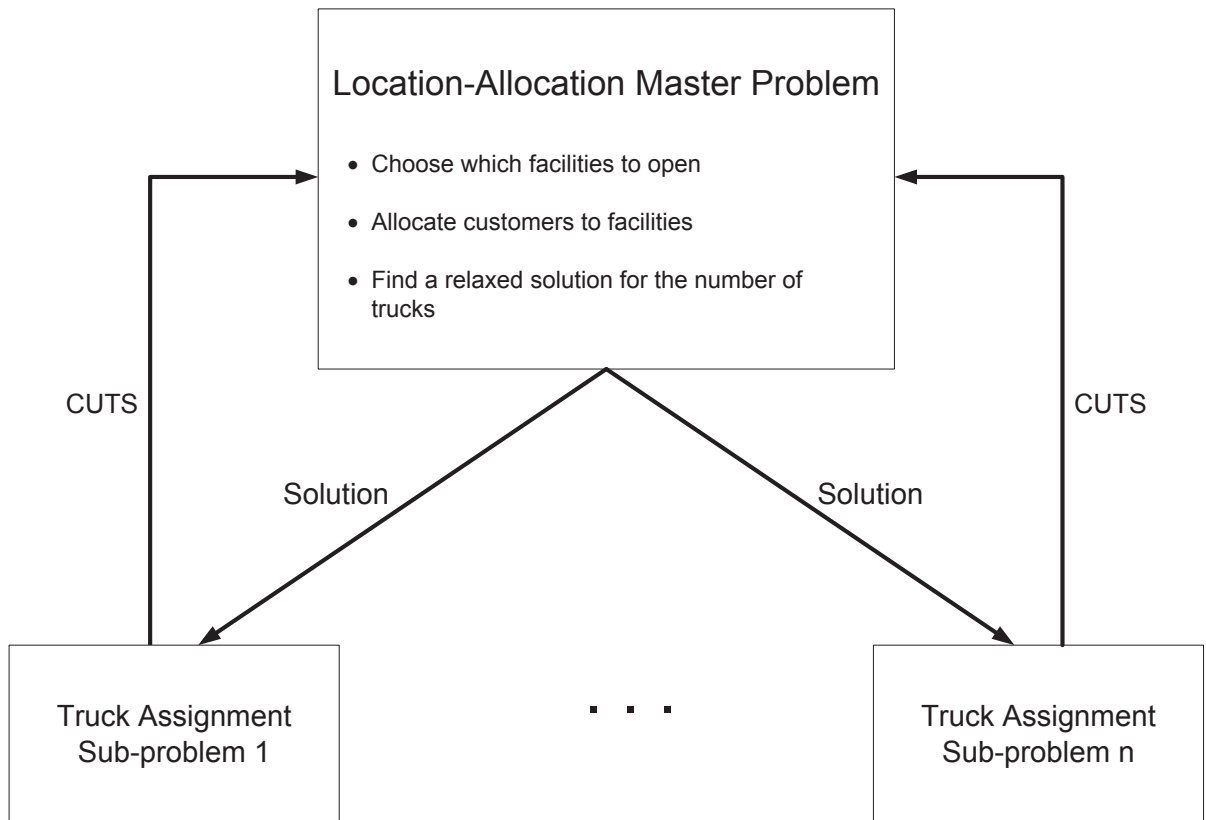 Location-Allocation Master Problem
• Choose which facilities to open
• Allocate customers to facilities
• Find a relaxed solution for the number of
trucks
CUTS
CUTS
Solution
Solution
Truck Assignment
Sub-problem 1
. . .
Truck Assignment
Sub-problem n